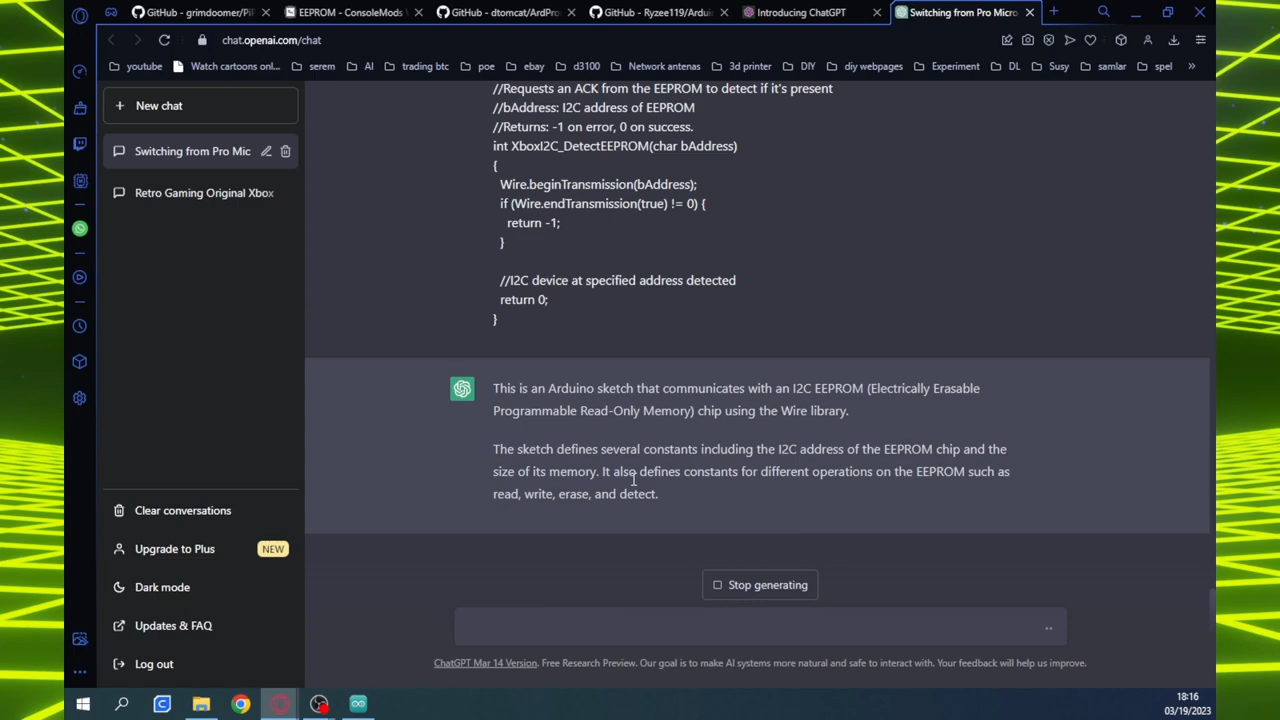 GitHub - grimdoomer/PiP
EEPROM - ConsoleMods
GitHub - dtomcat/ArdPro
GitHub - Ryzee119/Ardui
Introducing ChatGPT
Switching from Pro Micro
chat.openai.com/chat
youtube
Watch cartoons onl...
serem
AI
trading btc
poe
ebay
d3100
Network antenas
3d printer
DIY
diy webpages
Experiment
DL
Susy
samlar
spel
»
+ New chat
Switching from Pro Mic
Retro Gaming Original Xbox
//Requests an ACK from the EEPROM to detect if it's present
//bAddress: I2C address of EEPROM
//Returns: -1 on error, 0 on success.
int XboxI2C_DetectEEPROM(char bAddress)
{
Wire.beginTransmission(bAddress);
if (Wire.endTransmission(true) != 0) {
return -1;
}
//I2C device at specified address detected
return 0;
}
This is an Arduino sketch that communicates with an I2C EEPROM (Electrically Erasable
Programmable Read-Only Memory) chip using the Wire library.
The sketch defines several constants including the I2C address of the EEPROM chip and the
size of its memory. It also defines constants for different operations on the EEPROM such as
read, write, erase, and detect.
Clear conversations
Upgrade to Plus NEW
Dark mode
Updates & FAQ
Log out
Stop generating
ChatGPT Mar 14 Version. Free Research Preview. Our goal is to make AI systems more natural and safe to interact with. Your feedback will help us improve.
18:16
03/19/2023